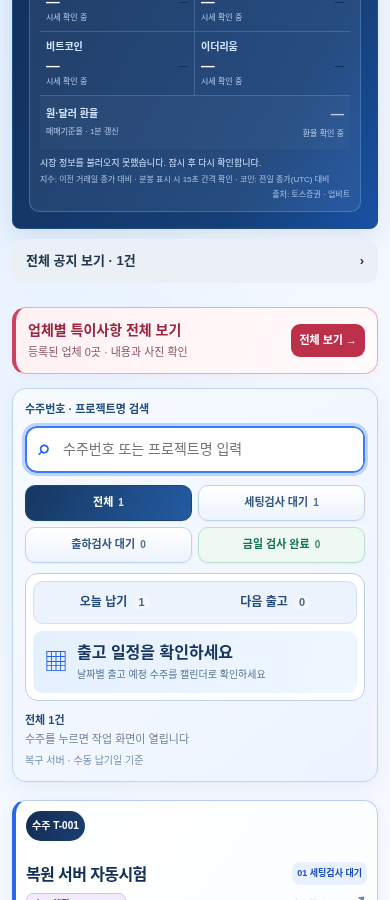 시세 확인 중 시세 확인 중
비트코인 이더리움
— — — —
시세 확인 중 시세 확인 중
원·달러 환율 —
매매기준율 · 1분 갱신 환율 확인 중
시장 정보를 불러오지 못했습니다. 잠시 후 다시 확인합니다.
지수: 이전 거래일 종가 대비 · 분봉 표시 시 15초 간격 확인 · 코인: 전일 종가(UTC) 대비
출처: 토스증권 · 업비트
전체 공지 보기 · 1건 ›
업체별 특이사항 전체 보기
등록된 업체 0곳 · 내용과 사진 확인
전체 보기 →
수주번호 · 프로젝트명 검색
수주번호 또는 프로젝트명 입력
전체 1 세팅검사 대기 1
출하검사 대기 0 금일 검사 완료 0
오늘 납기 1 다음 출고 0
출고 일정을 확인하세요
날짜별 출고 예정 수주를 캘린더로 확인하세요
전체 1건
수주를 누르면 작업 화면이 열립니다
복구 서버 · 수동 납기일 기준
수주 T-001
복원 서버 자동시험 01 세팅검사 대기